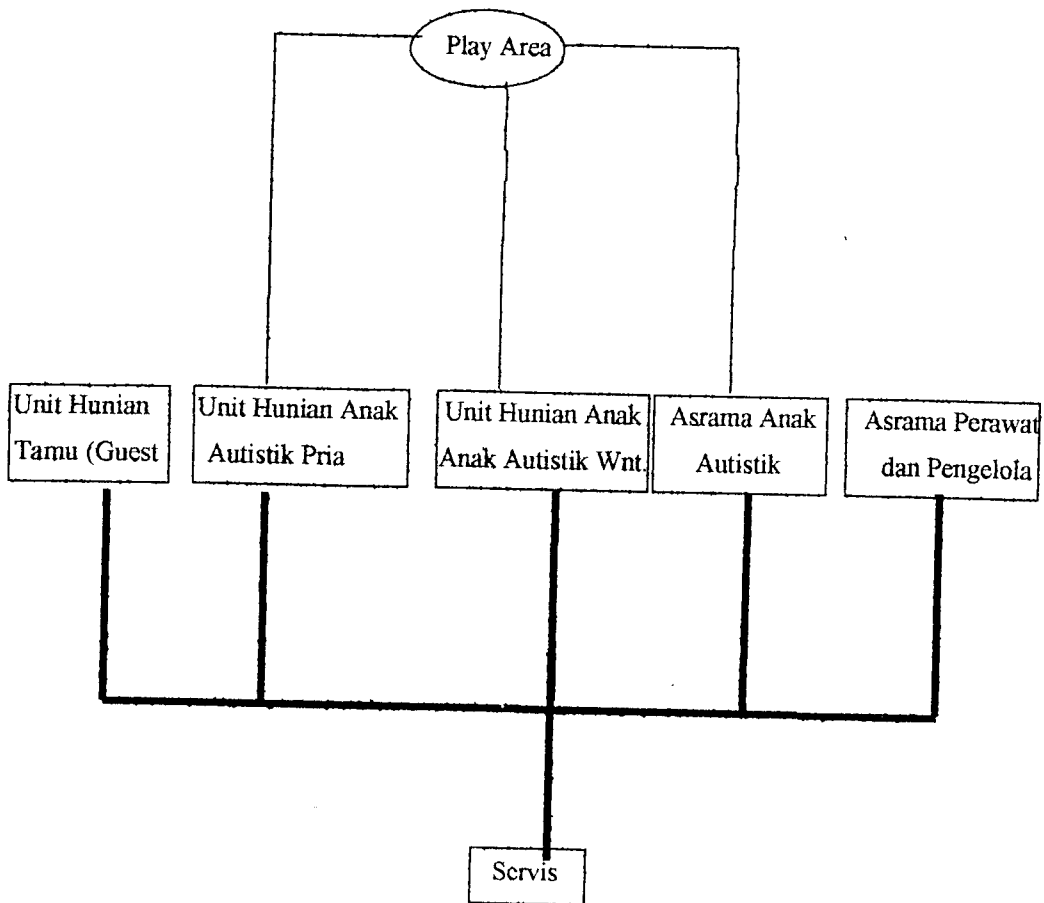 Play Area
Unit Hunian
Tamu (Guest
Unit Hunian Anak
Autistik Pria
Unit Hunian Anak
Anak Autistik Wnt.
Asrama Anak
Autistik
Asrama Perawat
dan Pengelola
Servis